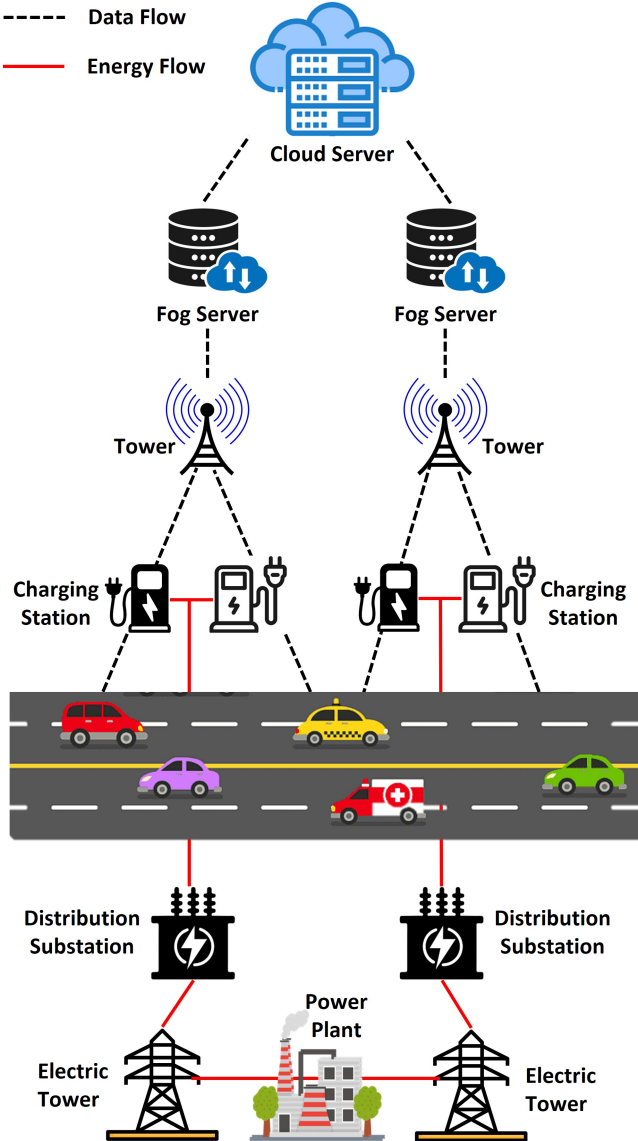 Data Flow
Energy Flow
Cloud Server
Fog Server
Fog Server
Tower
Tower
Charging
Station
Charging
Station
Distribution
Substation
Distribution
Substation
Power
Plant
Electric
Tower
Electric
Tower